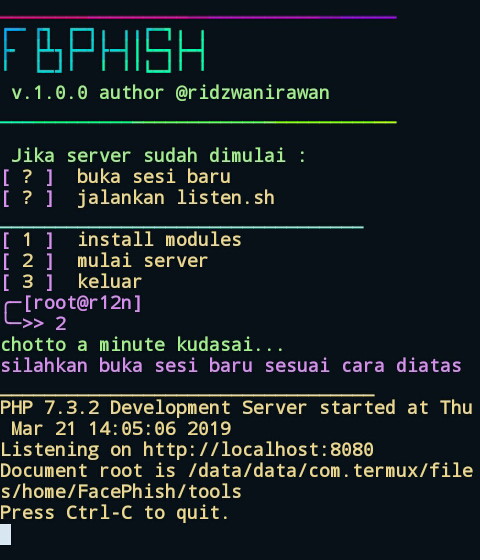 FBPHISH
v.1.0.0 author @ridzwanirawan
Jika server sudah dimulai :
[ ? ] buka sesi baru
[ ? ] jalankan listen.sh
[ 1 ] install modules
[ 2 ] mulai server
[ 3 ] keluar
╭─[root@r12n]
╰─>> 2
chotto a minute kudasai...
silahkan buka sesi baru sesuai cara diatas
PHP 7.3.2 Development Server started at Thu
Mar 21 14:05:06 2019
Listening on http://localhost:8080
Document root is /data/data/com.termux/file
s/home/FacePhish/tools
Press Ctrl-C to quit.